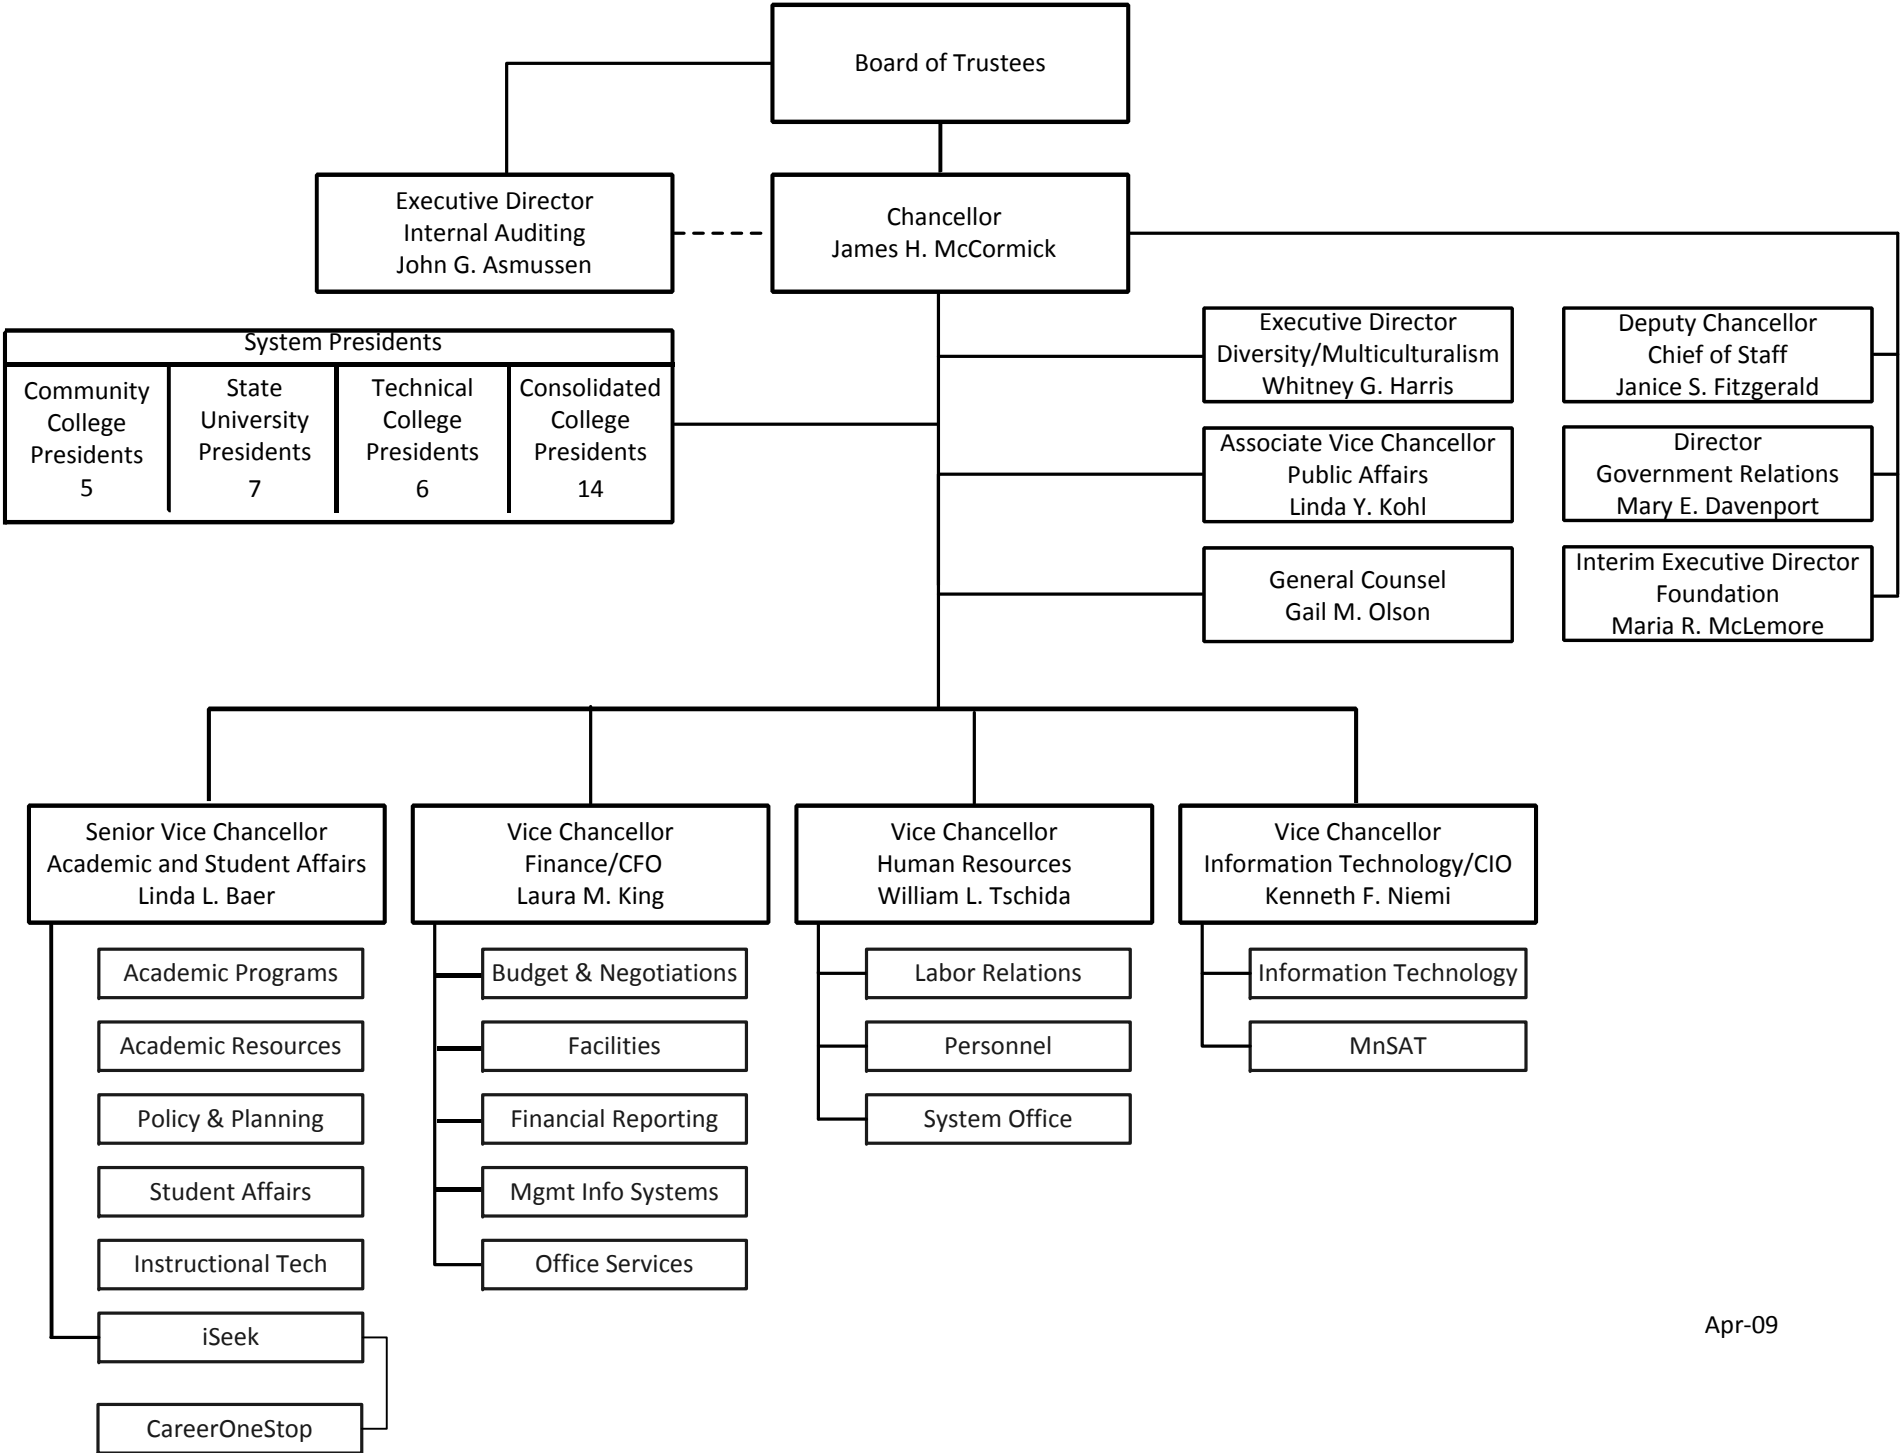 Board of Trustees
Executive Director
Internal Auditing
John G. Asmussen
Chancellor
James H. McCormick
System Presidents
Community
College
Presidents
5
State
University
Presidents
7
Technical
College
Presidents
6
Consolidated
College
Presidents
14
Executive Director
Diversity/Multiculturalism
Whitney G. Harris
Deputy Chancellor
Chief of Staff
Janice S. Fitzgerald
Associate Vice Chancellor
Public Affairs
Linda Y. Kohl
Director
Government Relations
Mary E. Davenport
General Counsel
Gail M. Olson
Interim Executive Director
Foundation
Maria R. McLemore
Senior Vice Chancellor
Academic and Student Affairs
Linda L. Baer
Academic Programs
Academic Resources
Policy & Planning
Student Affairs
Instructional Tech
iSeek
CareerOneStop
Vice Chancellor
Finance/CFO
Laura M. King
Budget & Negotiations
Facilities
Financial Reporting
Mgmt Info Systems
Office Services
Vice Chancellor
Human Resources
William L. Tschida
Labor Relations
Personnel
System Office
Vice Chancellor
Information Technology/CIO
Kenneth F. Niemi
Information Technology
MnSAT
Apr-09